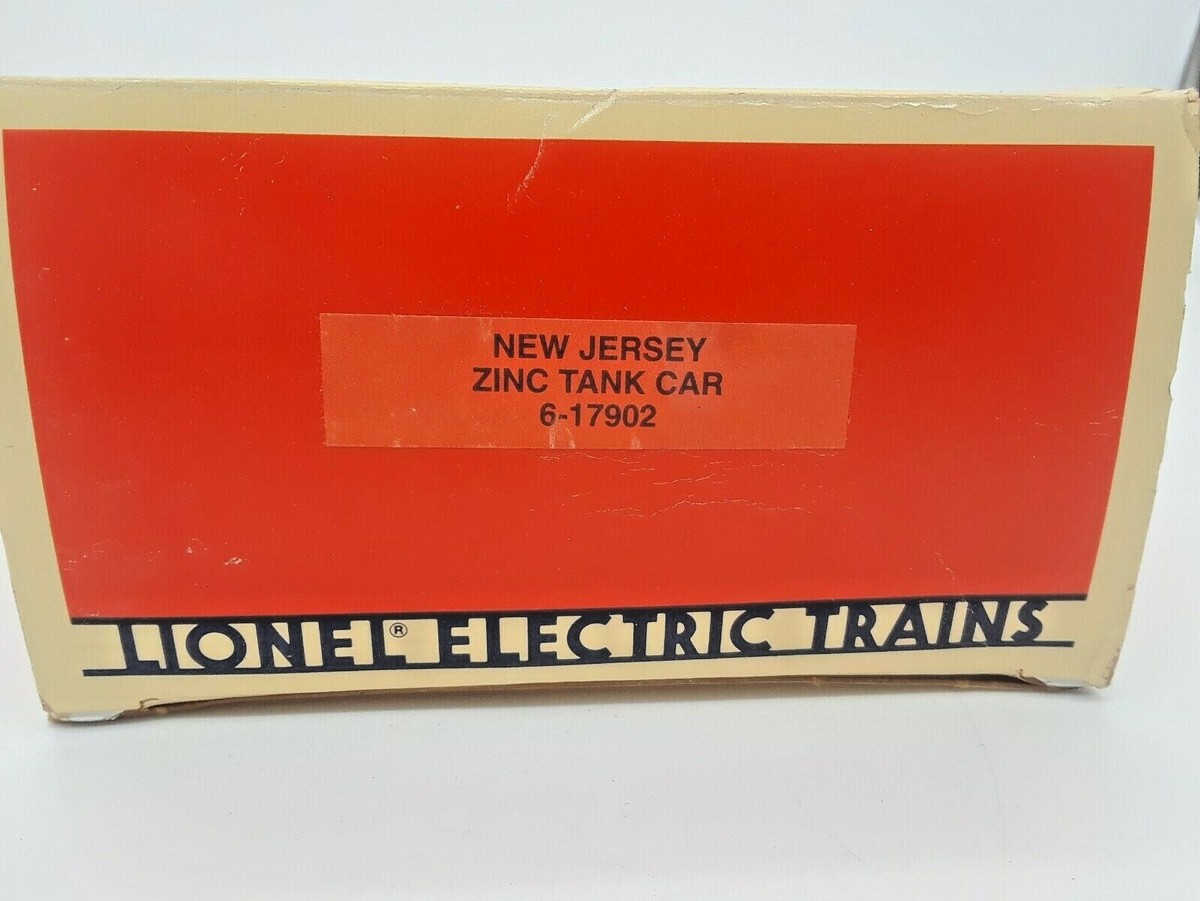 NEW JERSEY
ZINC TANK CAR
6-17902
LIONEL® ELECTRIC TRAINS